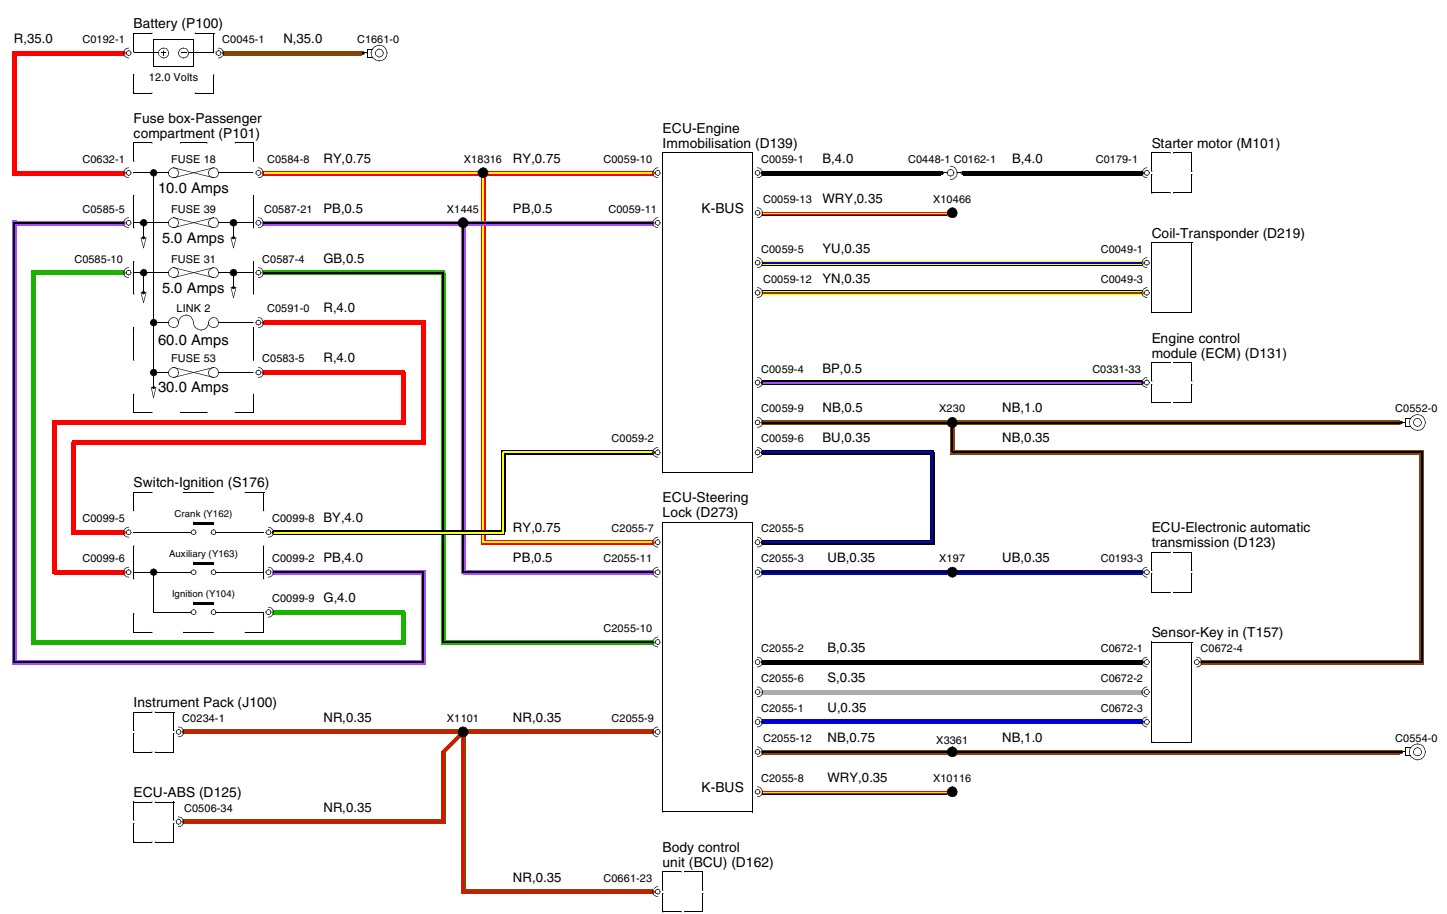 Battery (P100)
R,35.0 C0192-1 C0045-1 N,35.0 C1661-0
12.0 Volts
Fuse box-Passenger
compartment (P101)
C0632-1 FUSE 18 C0584-8 RY,0.75 X18316 RY,0.75 C0059-10
10.0 Amps
C0585-5 FUSE 39 C0587-21 PB,0.5 X1445 PB,0.5 C0059-11
5.0 Amps
C0585-10 FUSE 31 C0587-4 GB,0.5
5.0 Amps
LINK 2 C0591-0 R,4.0
60.0 Amps
FUSE 53 C0583-5 R,4.0
30.0 Amps
ECU-Engine
Immobilisation (D139)
K-BUS
C0059-2
C0059-1 B,4.0 C0448-1 C0162-1 B,4.0 C0179-1
Starter motor (M101)
C0059-13 WRY,0.35 X10466
Coil-Transponder (D219)
C0059-5 YU,0.35 C0049-1
C0059-12 YN,0.35 C0049-3
Engine control
module (ECM) (D131)
C0059-4 BP,0.5 C0331-33
C0059-9 NB,0.5 X230 NB,1.0 C0552-0
C0059-6 BU,0.35 NB,0.35
Switch-Ignition (S176)
C0099-5 Crank (Y162) C0099-8 BY,4.0
C0099-6 Auxiliary (Y163) C0099-2 PB,4.0
Ignition (Y104) C0099-9 G,4.0
ECU-Steering
Lock (D273)
RY,0.75 C2055-7
PB,0.5 C2055-11
C2055-10
C2055-5
C2055-3 UB,0.35 X197 UB,0.35 C0193-3
ECU-Electronic automatic
transmission (D123)
Sensor-Key in (T157)
C2055-2 B,0.35 C0672-1 C0672-4
C2055-6 S,0.35 C0672-2
C2055-1 U,0.35 C0672-3
C2055-12 NB,0.75 X3361 NB,1.0 C0554-0
C2055-8 WRY,0.35 X10116
K-BUS
Instrument Pack (J100)
C0234-1 NR,0.35 X1101 NR,0.35 C2055-9
ECU-ABS (D125)
C0506-34 NR,0.35
Body control
unit (BCU) (D162)
NR,0.35 C0661-23